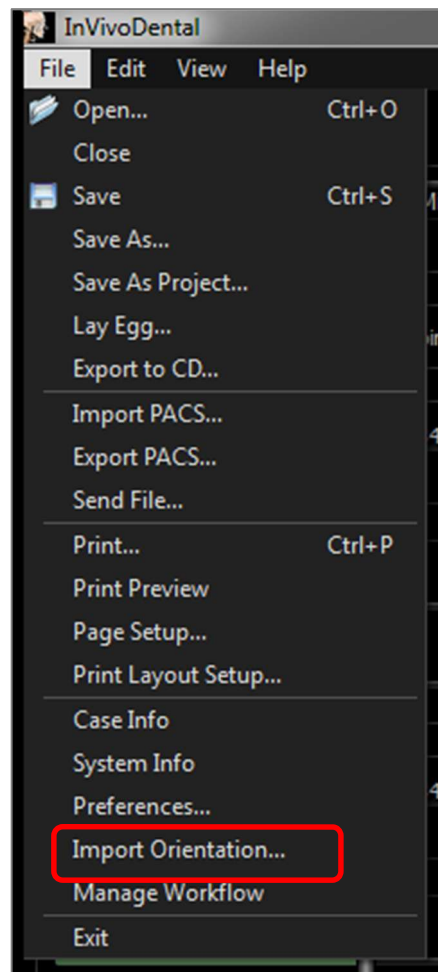 InVivoDental
File Edit View Help
Open... Ctrl+O
Close
Save Ctrl+S
Save As...
Save As Project...
Lay Egg...
Export to CD...
Import PACS...
Export PACS...
Send File...
Print... Ctrl+P
Print Preview
Page Setup...
Print Layout Setup...
Case Info
System Info
Preferences...
Import Orientation...
Manage Workflow
Exit